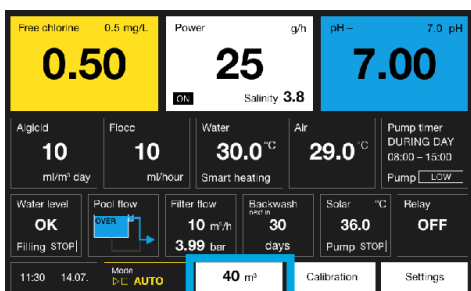 Free chlorine 0.5 mg/L Power g/h pH – 7.0 pH
0.50 25 7.00
ON Salinity 3.8
Algicid Flocc Water Air Pump timer
DURING DAY
10 10 30.0 °C 29.0 °C 08:00 – 15:00
ml/m³ day ml/hour Smart heating Pump LOW
Water level Pool flow Filter flow Backwash Solar °C Relay
next in
OVER
OK 10 m³/h 30 36.0 OFF
Filling STOP 3.99 bar days Pump STOP
11:30 14.07. Mode AUTO 40 m³ Calibration Settings